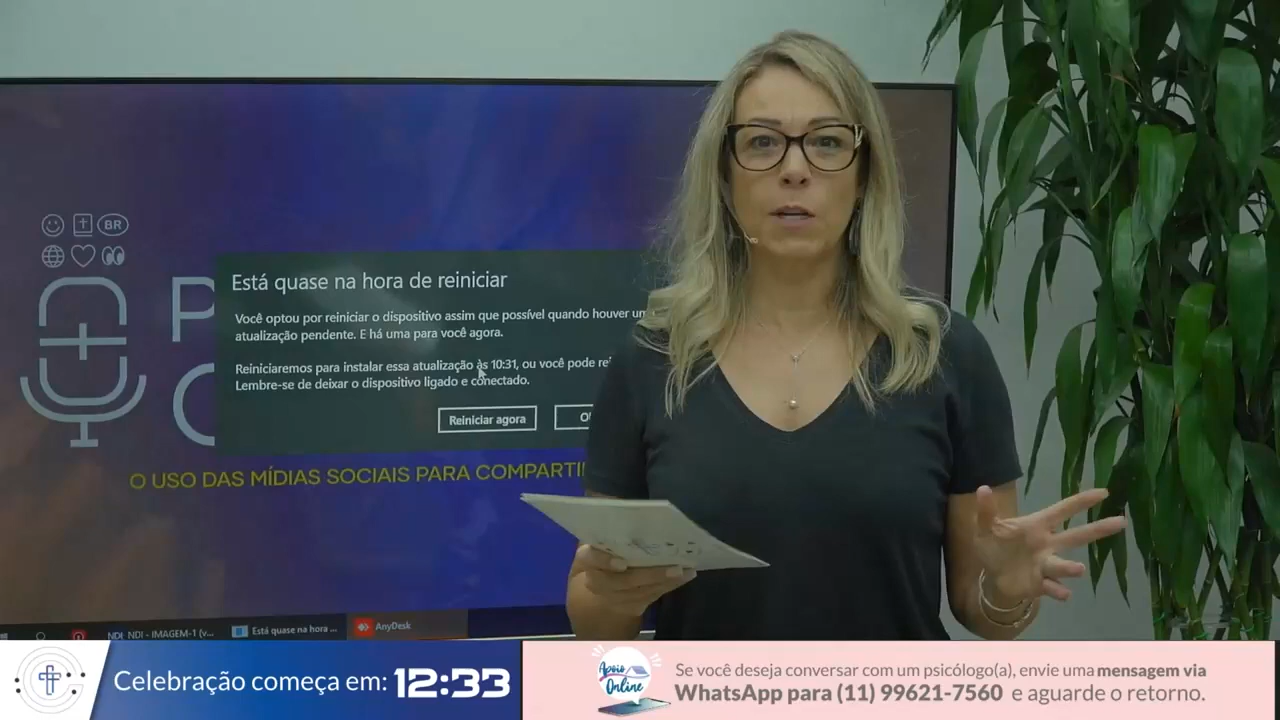 BR
P
Está quase na hora de reiniciar
Você optou por reiniciar o dispositivo assim que possível quando houver
atualização pendente. E há uma para você agora.
Reiniciaremos para instalar essa atualização às 10:31, ou você pode
Lembre-se de deixar o dispositivo ligado e conectado.
Reiniciar agora
O USO DAS MÍDIAS SOCIAIS PARA
NDI: NDI - IMAGEM-1 (v...
Está quase na hora ...
AnyDesk
Celebração começa em: 12:33
Apoio
Online
Se você deseja conversar com um psicólogo(a), envie uma mensagem via
WhatsApp para (11) 99621-7560 e aguarde o retorno.